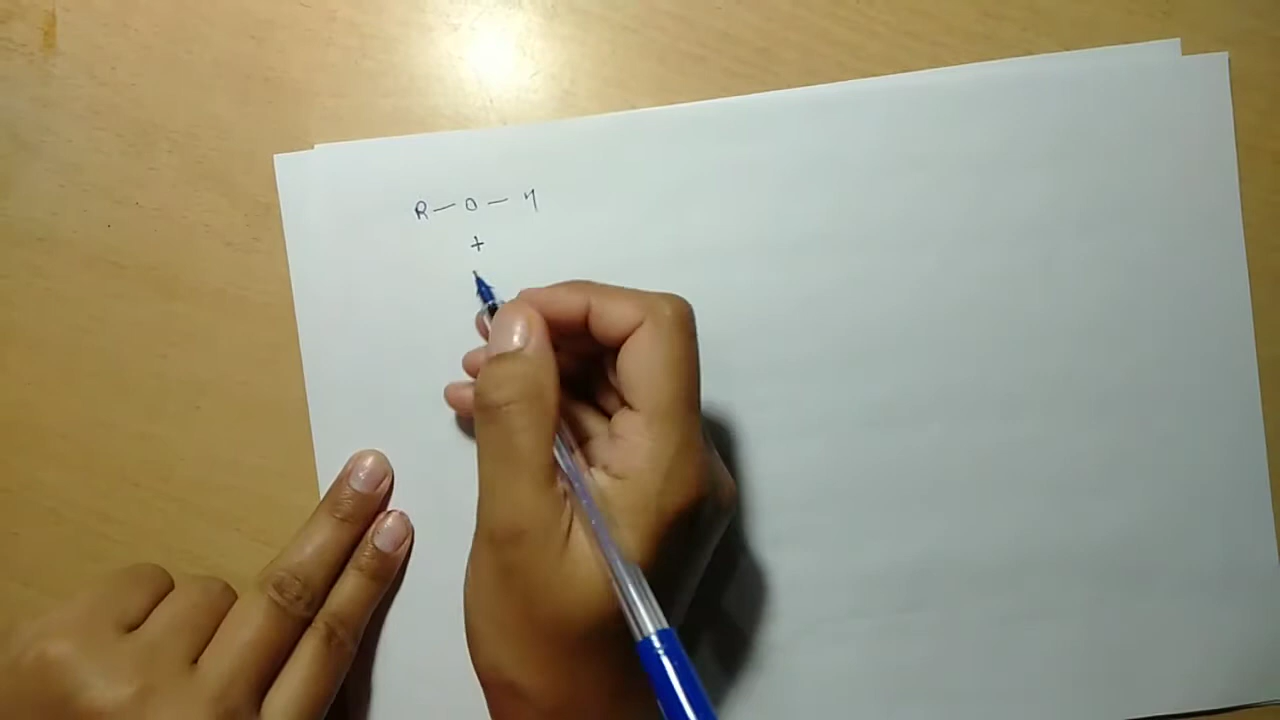 R — O — H
+